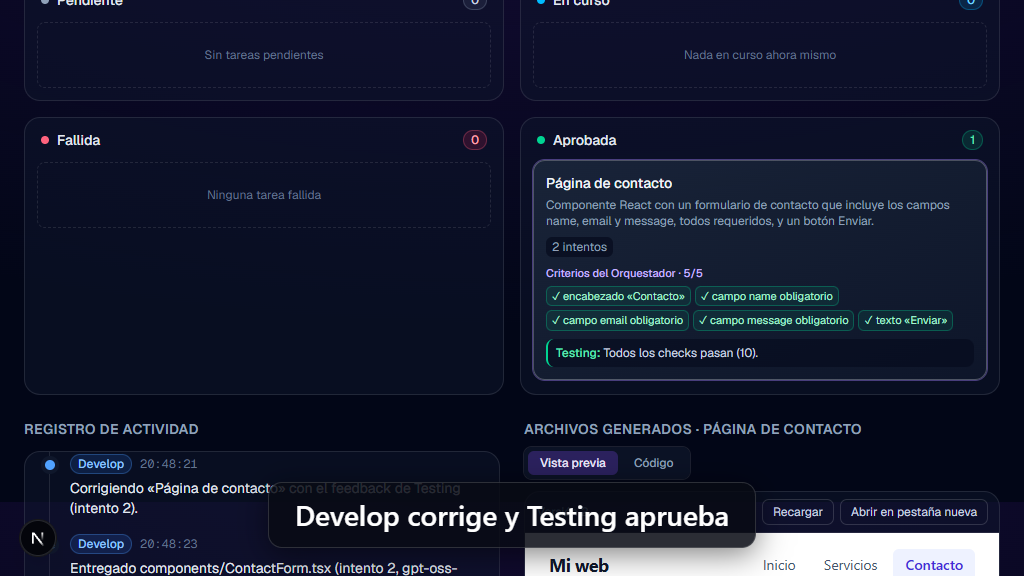 Pendiente
0
En curso
0
Sin tareas pendientes
Nada en curso ahora mismo
Fallida
0
Ninguna tarea fallida
Aprobada
1
Página de contacto
Componente React con un formulario de contacto que incluye los campos
name, email y message, todos requeridos, y un botón Enviar.
2 intentos
Criterios del Orquestador · 5/5
✓ encabezado «Contacto» ✓ campo name obligatorio
✓ campo email obligatorio ✓ campo message obligatorio ✓ texto «Enviar»
Testing: Todos los checks pasan (10).
REGISTRO DE ACTIVIDAD
Develop 20:48:21
Corrigiendo «Página de contacto» con el feedback de Testing
(intento 2).
Develop 20:48:23
Entregado components/ContactForm.tsx (intento 2, gpt-oss-
N
Develop corrige y Testing aprueba
ARCHIVOS GENERADOS · PÁGINA DE CONTACTO
Vista previa Código
Recargar Abrir en pestaña nueva
Mi web Inicio Servicios Contacto